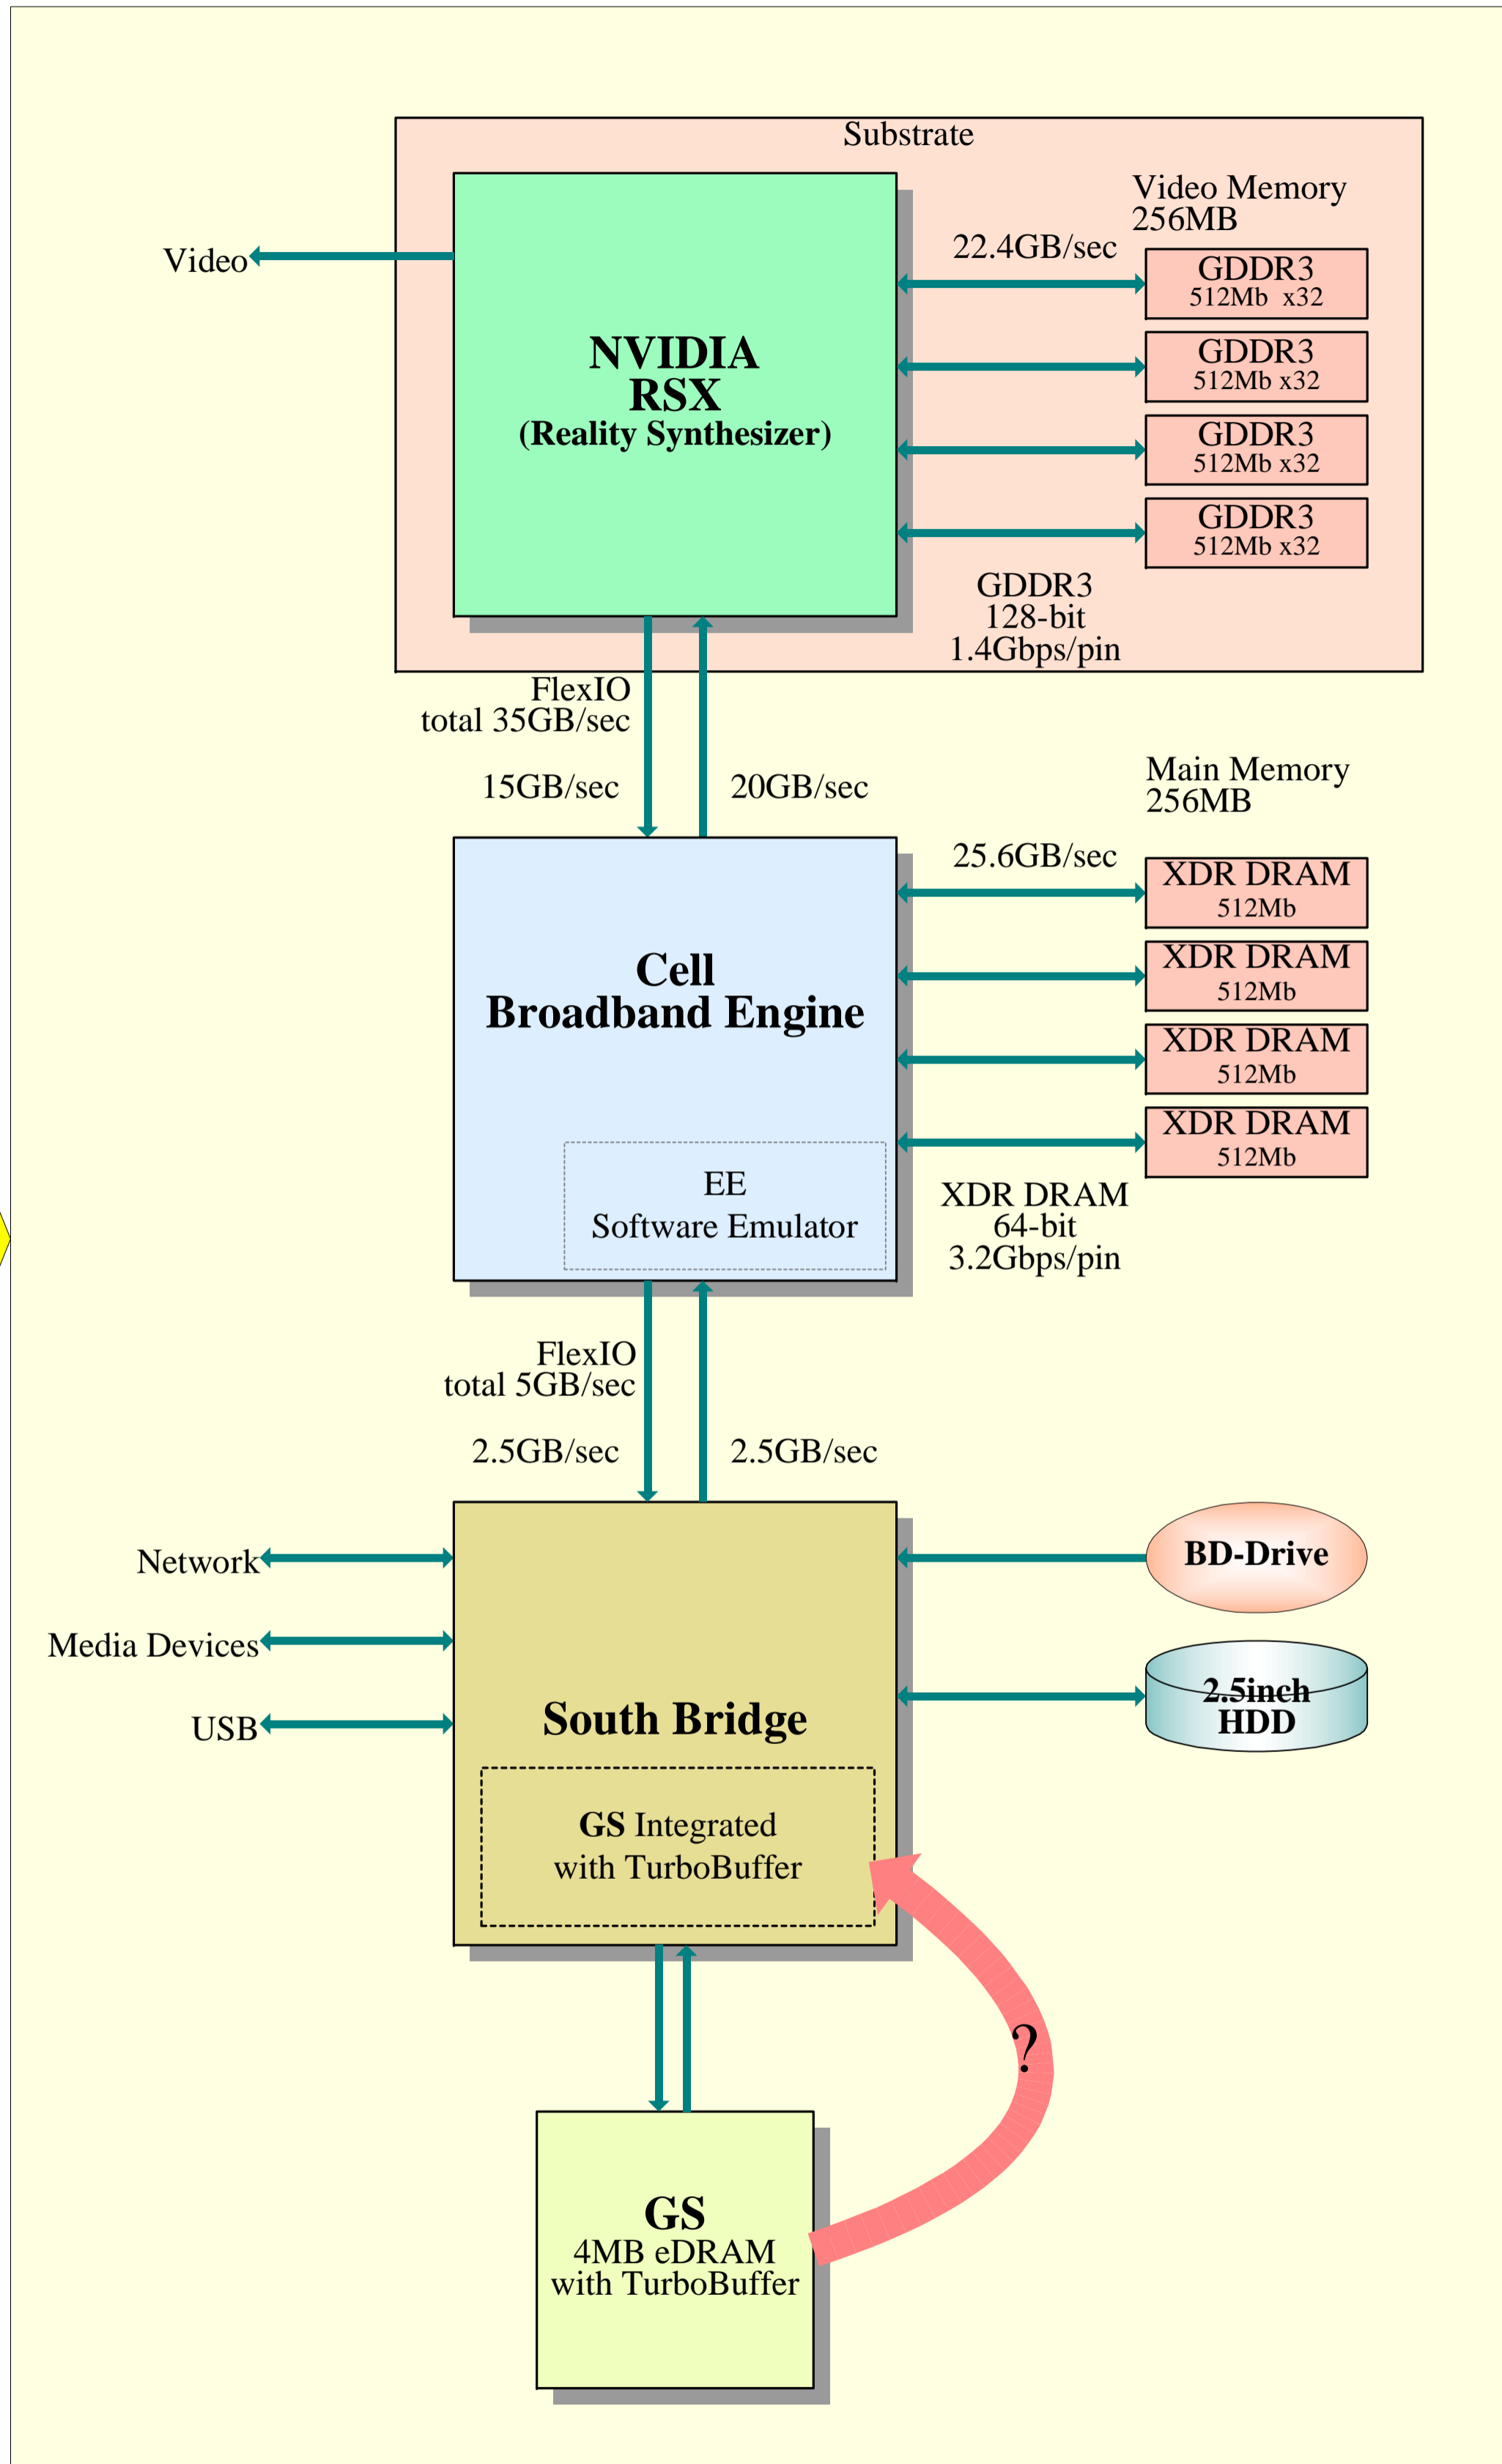 Substrate
NVIDIA
RSX
(Reality Synthesizer)
Video
22.4GB/sec
Video Memory
256MB
GDDR3
512Mb x32
GDDR3
512Mb x32
GDDR3
512Mb x32
GDDR3
512Mb x32
GDDR3
128-bit
1.4Gbps/pin
FlexIO
total 35GB/sec
15GB/sec
20GB/sec
Main Memory
256MB
25.6GB/sec
XDR DRAM
512Mb
XDR DRAM
512Mb
XDR DRAM
512Mb
XDR DRAM
512Mb
XDR DRAM
64-bit
3.2Gbps/pin
Cell
Broadband Engine
EE
Software Emulator
FlexIO
total 5GB/sec
2.5GB/sec
2.5GB/sec
Network
Media Devices
USB
BD-Drive
2.5inch
HDD
South Bridge
GS Integrated
with TurboBuffer
?
GS
4MB eDRAM
with TurboBuffer